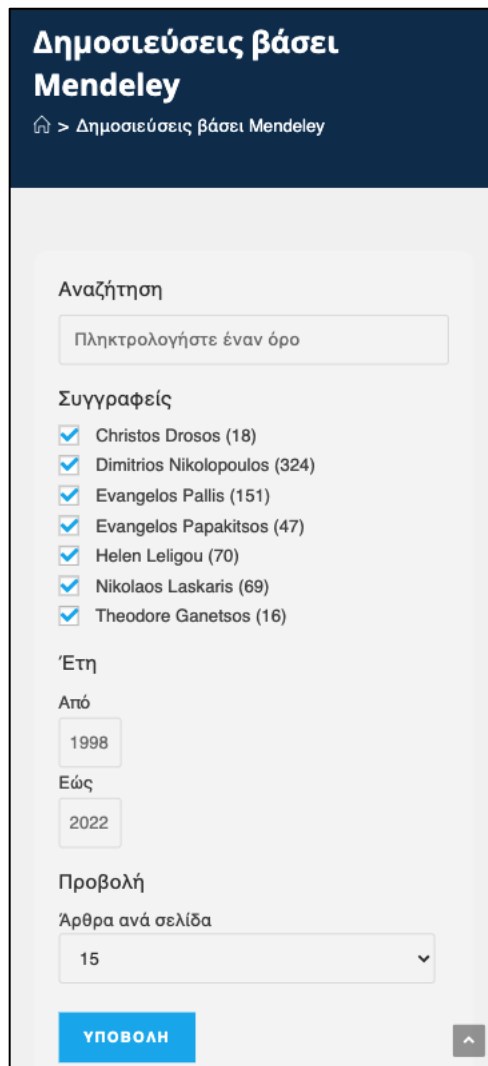 Δημοσιεύσεις βάσει
Mendeley
> Δημοσιεύσεις βάσει Mendeley
Αναζήτηση
Πληκτρολογήστε έναν όρο
Συγγραφείς
Christos Drosos (18)
Dimitrios Nikolopoulos (324)
Evangelos Pallis (151)
Evangelos Papakitsos (47)
Helen Leligou (70)
Nikolaos Laskaris (69)
Theodore Ganetsos (16)
Έτη
Από
1998
Εώς
2022
Προβολή
Άρθρα ανά σελίδα
15
ΥΠΟΒΟΛΗ